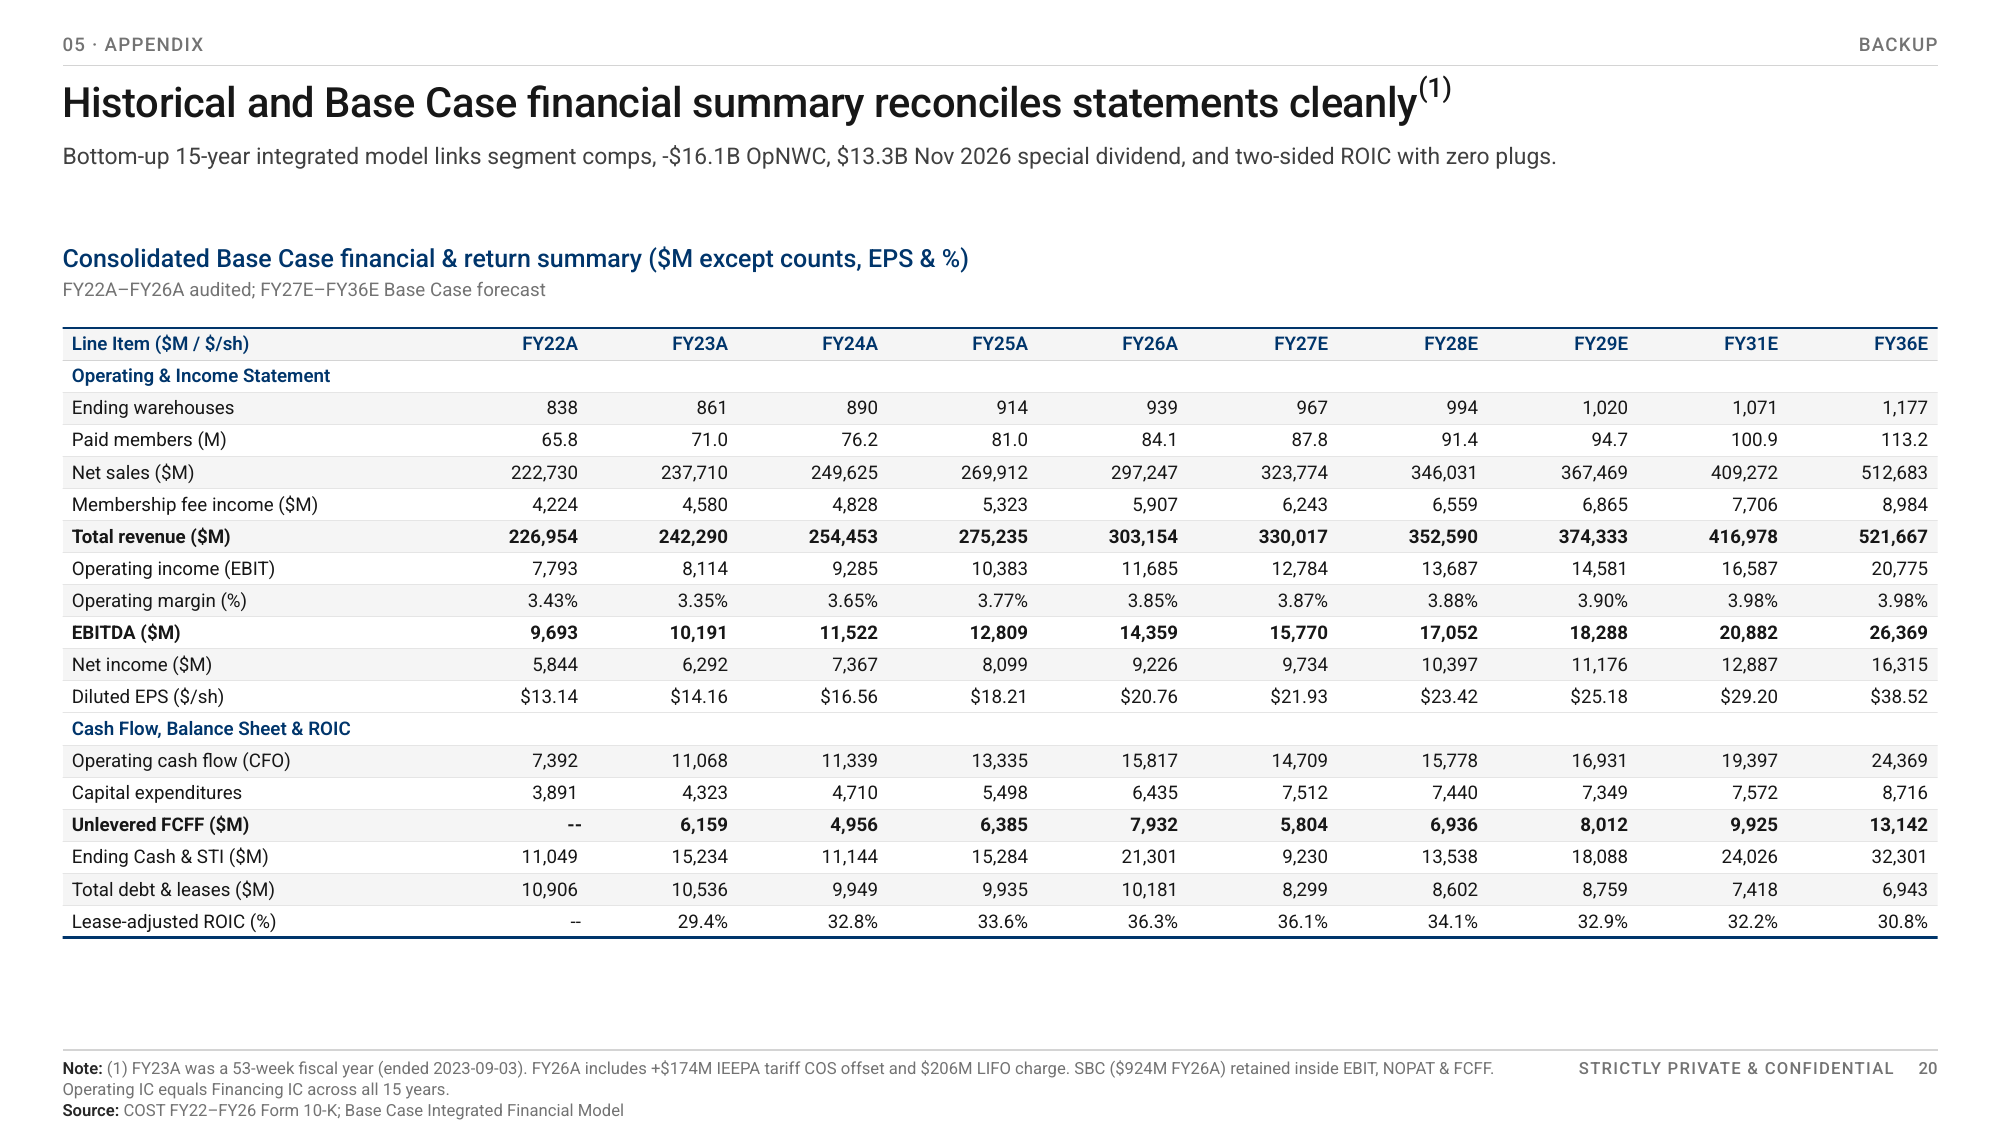 05 · APPENDIX
BACKUP
Historical and Base Case financial summary reconciles statements cleanly(1)
Bottom-up 15-year integrated model links segment comps, -$16.1B OpNWC, $13.3B Nov 2026 special dividend, and two-sided ROIC with zero plugs.
Consolidated Base Case financial & return summary ($M except counts, EPS & %)
FY22A–FY26A audited; FY27E–FY36E Base Case forecast
Line Item ($M / $/sh) FY22A FY23A FY24A FY25A FY26A FY27E FY28E FY29E FY31E FY36E
Operating & Income Statement
Ending warehouses 838 861 890 914 939 967 994 1,020 1,071 1,177
Paid members (M) 65.8 71.0 76.2 81.0 84.1 87.8 91.4 94.7 100.9 113.2
Net sales ($M) 222,730 237,710 249,625 269,912 297,247 323,774 346,031 367,469 409,272 512,683
Membership fee income ($M) 4,224 4,580 4,828 5,323 5,907 6,243 6,559 6,865 7,706 8,984
Total revenue ($M) 226,954 242,290 254,453 275,235 303,154 330,017 352,590 374,333 416,978 521,667
Operating income (EBIT) 7,793 8,114 9,285 10,383 11,685 12,784 13,687 14,581 16,587 20,775
Operating margin (%) 3.43% 3.35% 3.65% 3.77% 3.85% 3.87% 3.88% 3.90% 3.98% 3.98%
EBITDA ($M) 9,693 10,191 11,522 12,809 14,359 15,770 17,052 18,288 20,882 26,369
Net income ($M) 5,844 6,292 7,367 8,099 9,226 9,734 10,397 11,176 12,887 16,315
Diluted EPS ($/sh) $13.14 $14.16 $16.56 $18.21 $20.76 $21.93 $23.42 $25.18 $29.20 $38.52
Cash Flow, Balance Sheet & ROIC
Operating cash flow (CFO) 7,392 11,068 11,339 13,335 15,817 14,709 15,778 16,931 19,397 24,369
Capital expenditures 3,891 4,323 4,710 5,498 6,435 7,512 7,440 7,349 7,572 8,716
Unlevered FCFF ($M) -- 6,159 4,956 6,385 7,932 5,804 6,936 8,012 9,925 13,142
Ending Cash & STI ($M) 11,049 15,234 11,144 15,284 21,301 9,230 13,538 18,088 24,026 32,301
Total debt & leases ($M) 10,906 10,536 9,949 9,935 10,181 8,299 8,602 8,759 7,418 6,943
Lease-adjusted ROIC (%) -- 29.4% 32.8% 33.6% 36.3% 36.1% 34.1% 32.9% 32.2% 30.8%
Note: (1) FY23A was a 53-week fiscal year (ended 2023-09-03). FY26A includes +$174M IEEPA tariff COS offset and $206M LIFO charge. SBC ($924M FY26A) retained inside EBIT, NOPAT & FCFF.
Operating IC equals Financing IC across all 15 years.
Source: COST FY22–FY26 Form 10-K; Base Case Integrated Financial Model
STRICTLY PRIVATE & CONFIDENTIAL 20